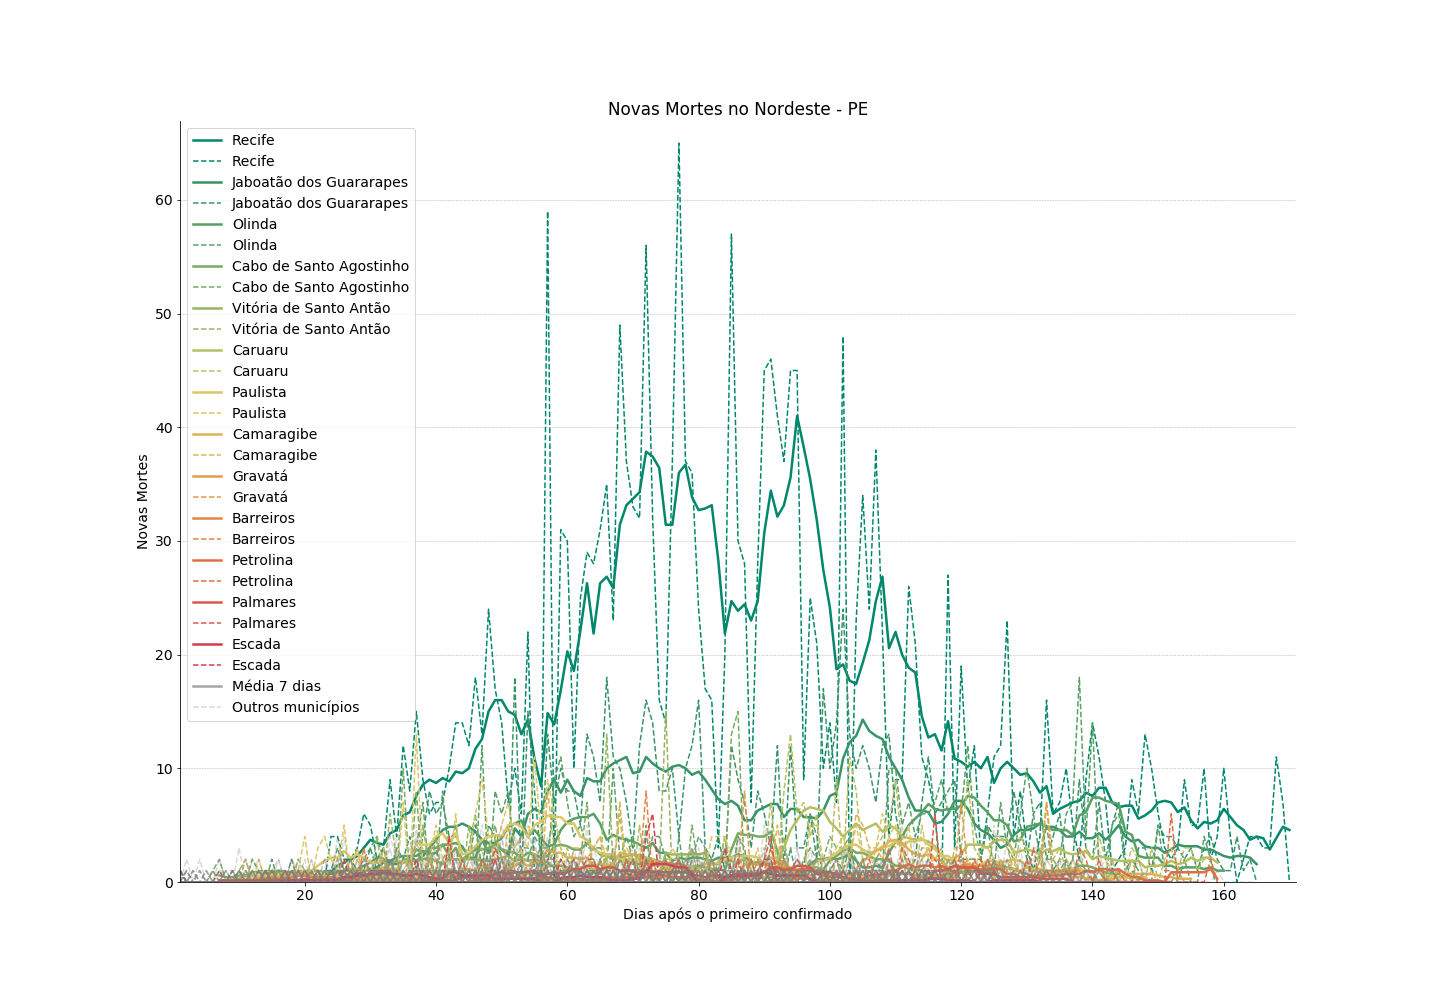 Novas Mortes no Nordeste - PE
Recife
Recife
Jaboatão dos Guararapes
Jaboatão dos Guararapes
Olinda
Olinda
Cabo de Santo Agostinho
Cabo de Santo Agostinho
Vitória de Santo Antão
Vitória de Santo Antão
Caruaru
Caruaru
Paulista
Paulista
Camaragibe
Camaragibe
Gravatá
Gravatá
Barreiros
Barreiros
Petrolina
Petrolina
Palmares
Palmares
Escada
Escada
Média 7 dias
Outros municípios
Novas Mortes
60
50
40
30
20
10
0
20 40 60 80 100 120 140 160
Dias após o primeiro confirmado